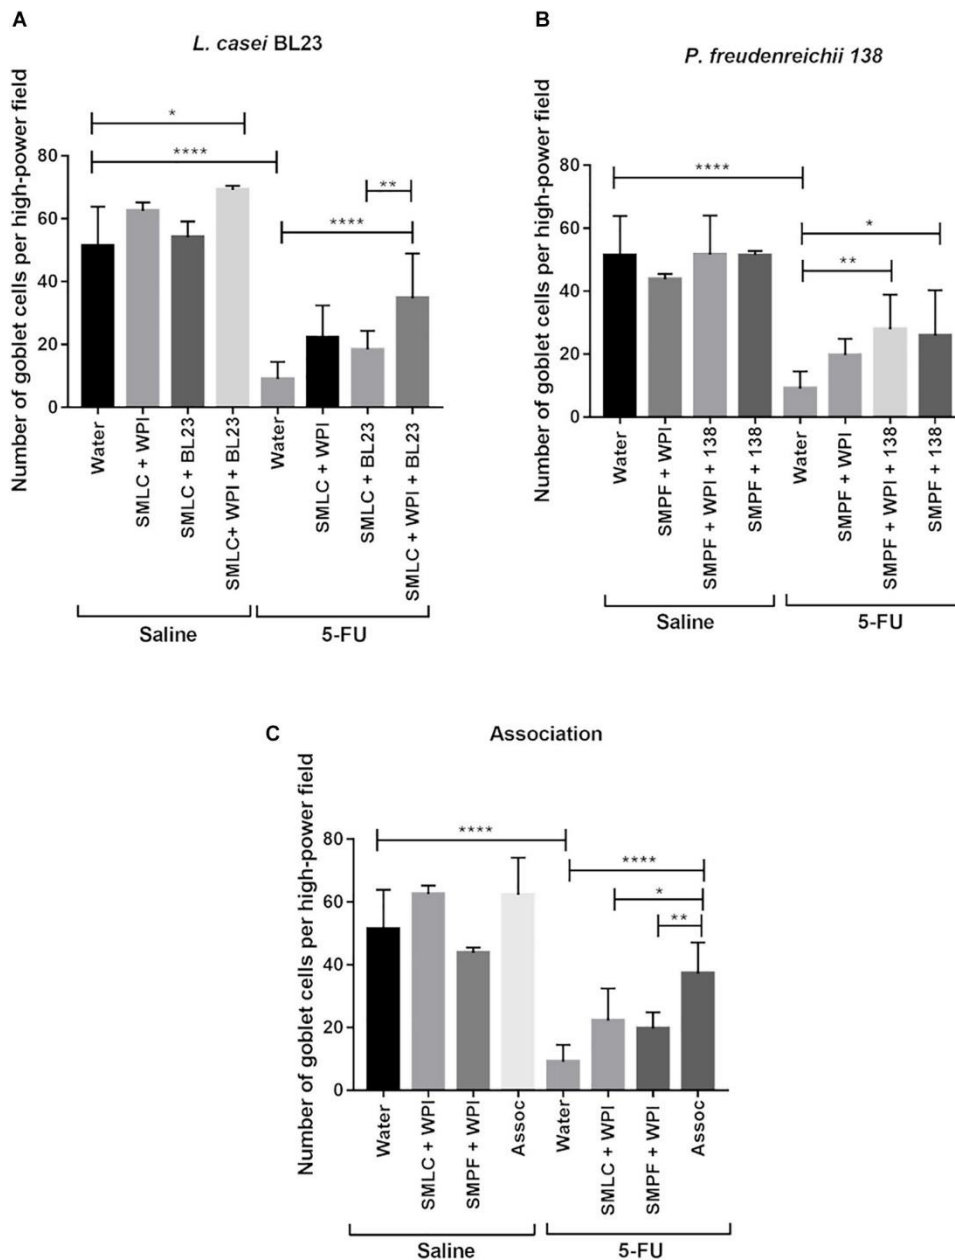 A
L. casei BL23
Number of goblet cells per high-power field
80
60
40
20
0
*
****
**
****
Water
SMLC + WPI
SMLC + BL23
SMLC+ WPI + BL23
Water
SMLC + WPI
SMLC + BL23
SMLC + WPI + BL23
Saline
5-FU
B
P. freudenreichii 138
Number of goblet cells per high-power field
80
60
40
20
0
****
*
**
Water
SMPF + WPI
SMPF + WPI + 138
SMPF + 138
Water
SMPF + WPI
SMPF + WPI + 138
SMPF + 138
Saline
5-FU
C
Association
Number of goblet cells per high-power field
80
60
40
20
0
****
****
*
**
Water
SMLC + WPI
SMPF + WPI
Assoc
Water
SMLC + WPI
SMPF + WPI
Assoc
Saline
5-FU